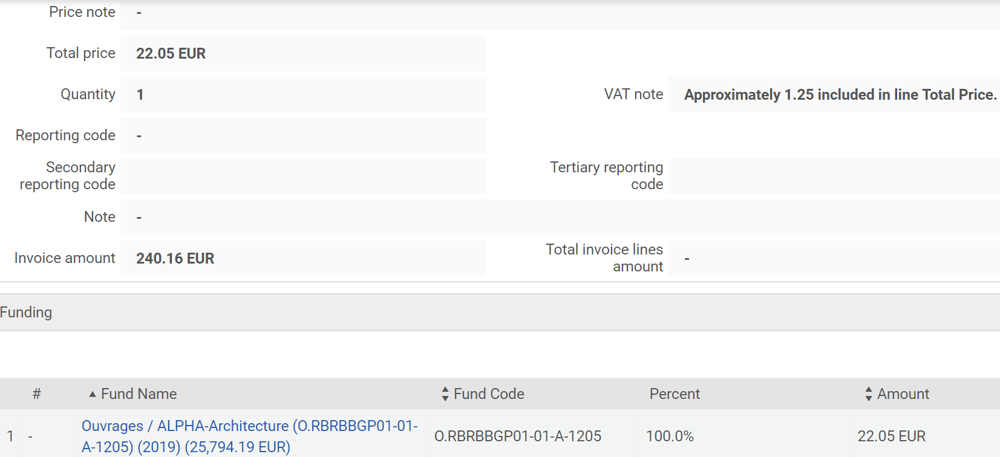 Price note -
Total price 22.05 EUR
Quantity 1 VAT note Approximately 1.25 included in line Total Price.
Reporting code -
Secondary reporting code Tertiary reporting code
Note -
Invoice amount 240.16 EUR Total invoice lines amount -
Funding
# Fund Name Fund Code Percent Amount
1 - Ouvrages / ALPHA-Architecture (O.RBRBBGP01-01-
A-1205) (2019) (25,794.19 EUR) O.RBRBBGP01-01-A-1205 100.0% 22.05 EUR